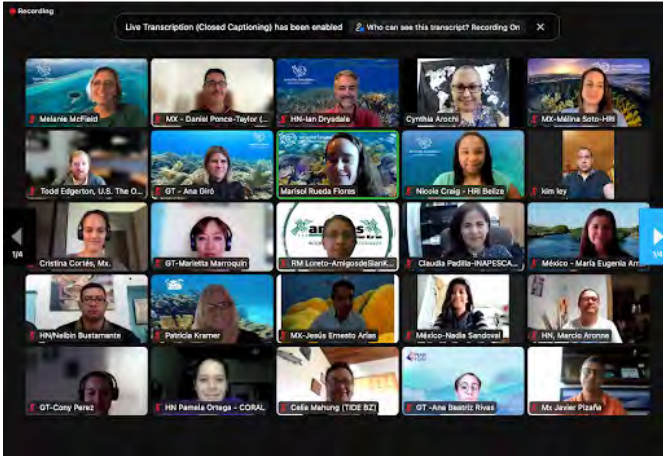 Recording
Live Transcription (Closed Captioning) has been enabled
Who can see this transcript? Recording On
Melanie McField
MX - Daniel Ponce-Taylor (...
HN-Ian Drysdale
Cynthia Arochi
MX-Mélina Soto-HRI
Todd Edgerton, U.S. The O...
GT - Ana Giró
Marisol Rueda Flores
Nicole Craig - HRI Belize
kim ley
1/4
Cristina Cortés, Mx.
GT-Marietta Marroquin
RM Loreto-AmigosdeSianK...
Claudia Padilla-INAPESCA...
México - María Eugenia Arr...
1/4
HN/Nelbin Bustamante
Patricia Kramer
MX-Jesús Ernesto Arias
México-Nadia Sandoval
HN, Marcio Aronne
GT-Cony Perez
HN Pamela Ortega - CORAL
Celia Mahung (TIDE BZ)
GT -Ana Beatriz Rivas
Mx Javier Pizaña